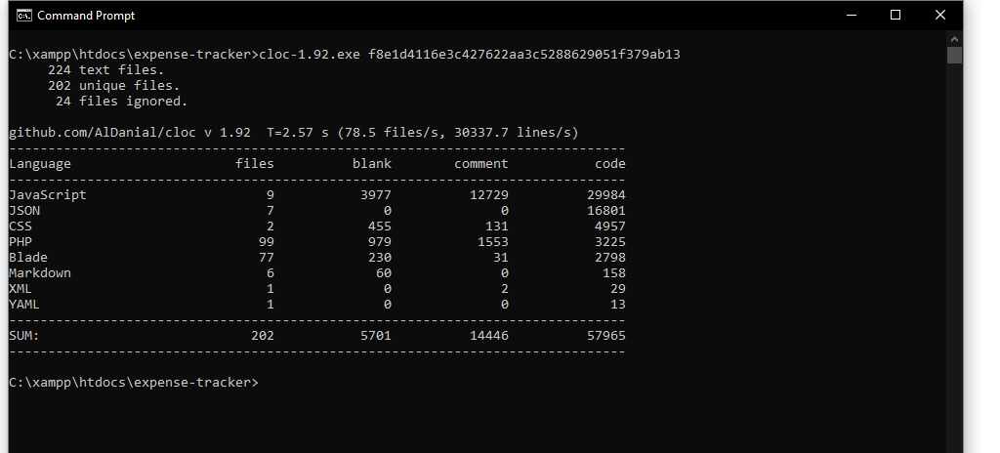 Command Prompt
C:\xampp\htdocs\expense-tracker>cloc-1.92.exe f8e1d4116e3c427622aa3c5288629051f379ab13
     224 text files.
     202 unique files.
      24 files ignored.
github.com/AlDanial/cloc v 1.92  T=2.57 s (78.5 files/s, 30337.7 lines/s)
-------------------------------------------------------------------------------
Language                     files          blank        comment           code
-------------------------------------------------------------------------------
JavaScript                       9           3977          12729          29984
JSON                             7              0              0          16801
CSS                              2            455            131           4957
PHP                             99            979           1553           3225
Blade                           77            230             31           2798
Markdown                         6             60              0            158
XML                              1              0              2             29
YAML                             1              0              0             13
-------------------------------------------------------------------------------
SUM:                           202           5701          14446          57965
-------------------------------------------------------------------------------
C:\xampp\htdocs\expense-tracker>